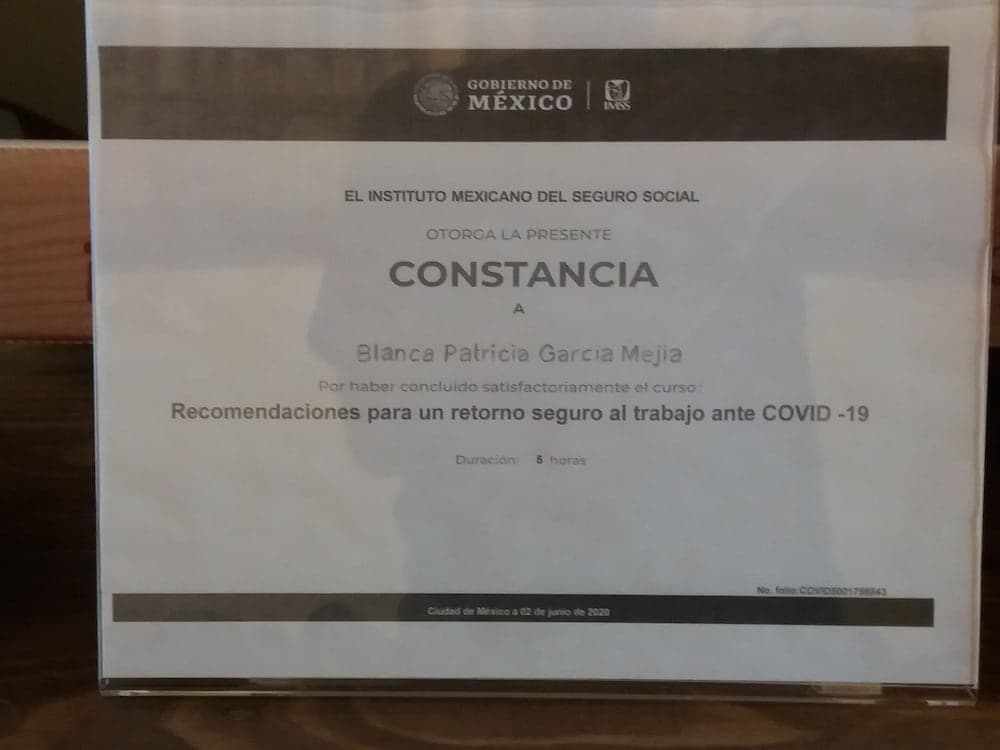 GOBIERNO DE
MÉXICO
IMSS
EL INSTITUTO MEXICANO DEL SEGURO SOCIAL
OTORGA LA PRESENTE
CONSTANCIA
A
Blanca Patricia Garcia Mejia
Por haber concluido satisfactoriamente el curso:
Recomendaciones para un retorno seguro al trabajo ante COVID -19
Duración: 5 horas
No. folio:
Ciudad de México a 02 de junio de 2020